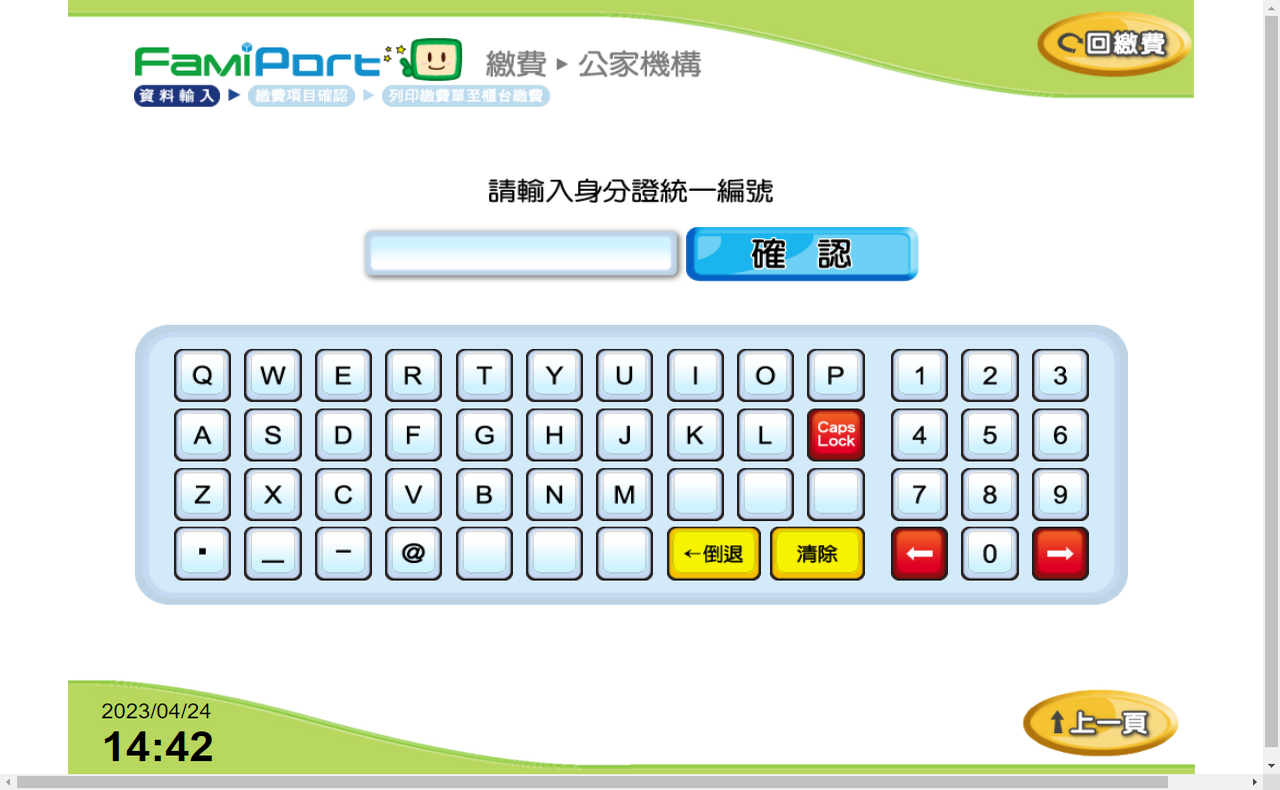 FamiPort 繳費▸公家機構
回繳費
資料輸入 ▶ 繳費項目確認 ▶ 列印繳費單至櫃台繳費
請輸入身分證統一編號
確 認
Q W E R T Y U I O P 1 2 3
A S D F G H J K L Caps Lock 4 5 6
Z X C V B N M 7 8 9
. _ - @ ←倒退 清除 ← 0 →
2023/04/24
14:42
上一頁